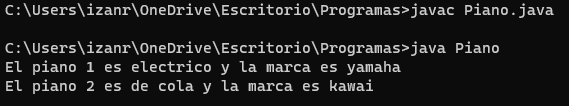 C:\Users\izanr\OneDrive\Escritorio\Programas>javac Piano.java
C:\Users\izanr\OneDrive\Escritorio\Programas>java Piano
El piano 1 es electrico y la marca es yamaha
El piano 2 es de cola y la marca es kawai